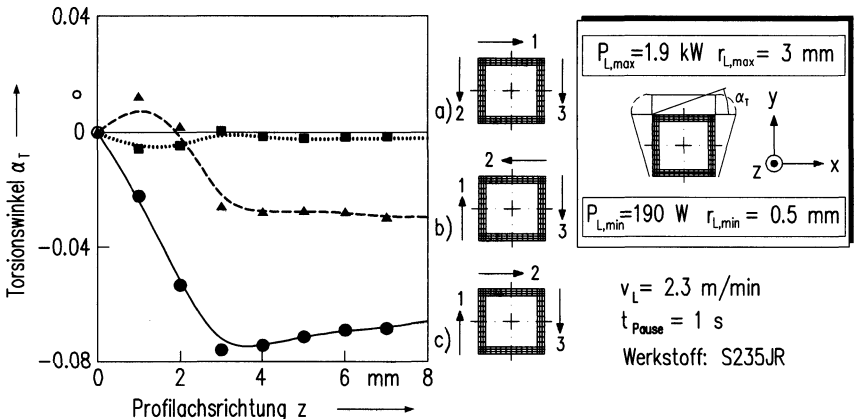 0.04
o
0
-0.04
-0.08
Torsionswinkel α_T
0 2 4 6 mm 8
Profilachsrichtung z
a)
1
2
3
b)
2
1
3
c)
2
1
3
P_L,max=1.9 kW r_L,max= 3 mm
α_T
y
z
x
P_L,min=190 W r_L,min = 0.5 mm
v_L= 2.3 m/min
t_Pause = 1 s
Werkstoff: S235JR